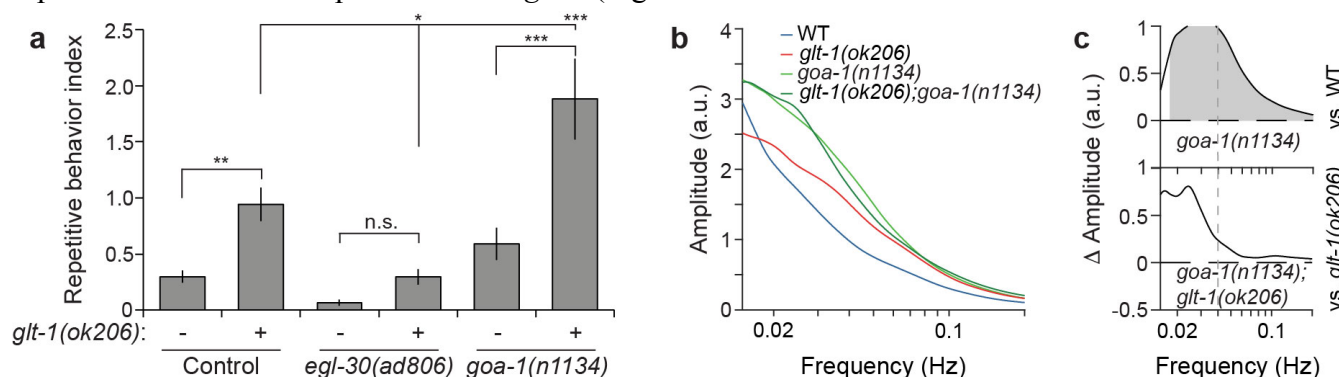 a
Repetitive behavior index
2.5
2.0
1.5
1.0
0.5
0
**
n.s.
***
*
***
glt-1(ok206):
-
+
-
+
-
+
Control
egl-30(ad806)
goa-1(n1134)
b
Amplitude (a.u.)
4
3
2
1
0
WT
glt-1(ok206)
goa-1(n1134)
glt-1(ok206);goa-1(n1134)
0.02
0.1
Frequency (Hz)
c
Δ Amplitude (a.u.)
1
0.5
0
goa-1(n1134)
vs WT
1
0.5
0
-0.5
goa-1(n1134);
glt-1(ok206)
vs glt-1(ok206)
0.02
0.1
Frequency (Hz)